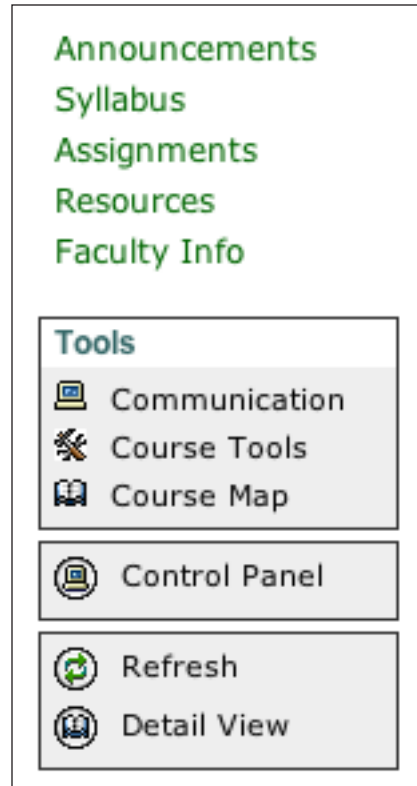 Announcements
Syllabus
Assignments
Resources
Faculty Info
Tools
Communication
Course Tools
Course Map
Control Panel
Refresh
Detail View